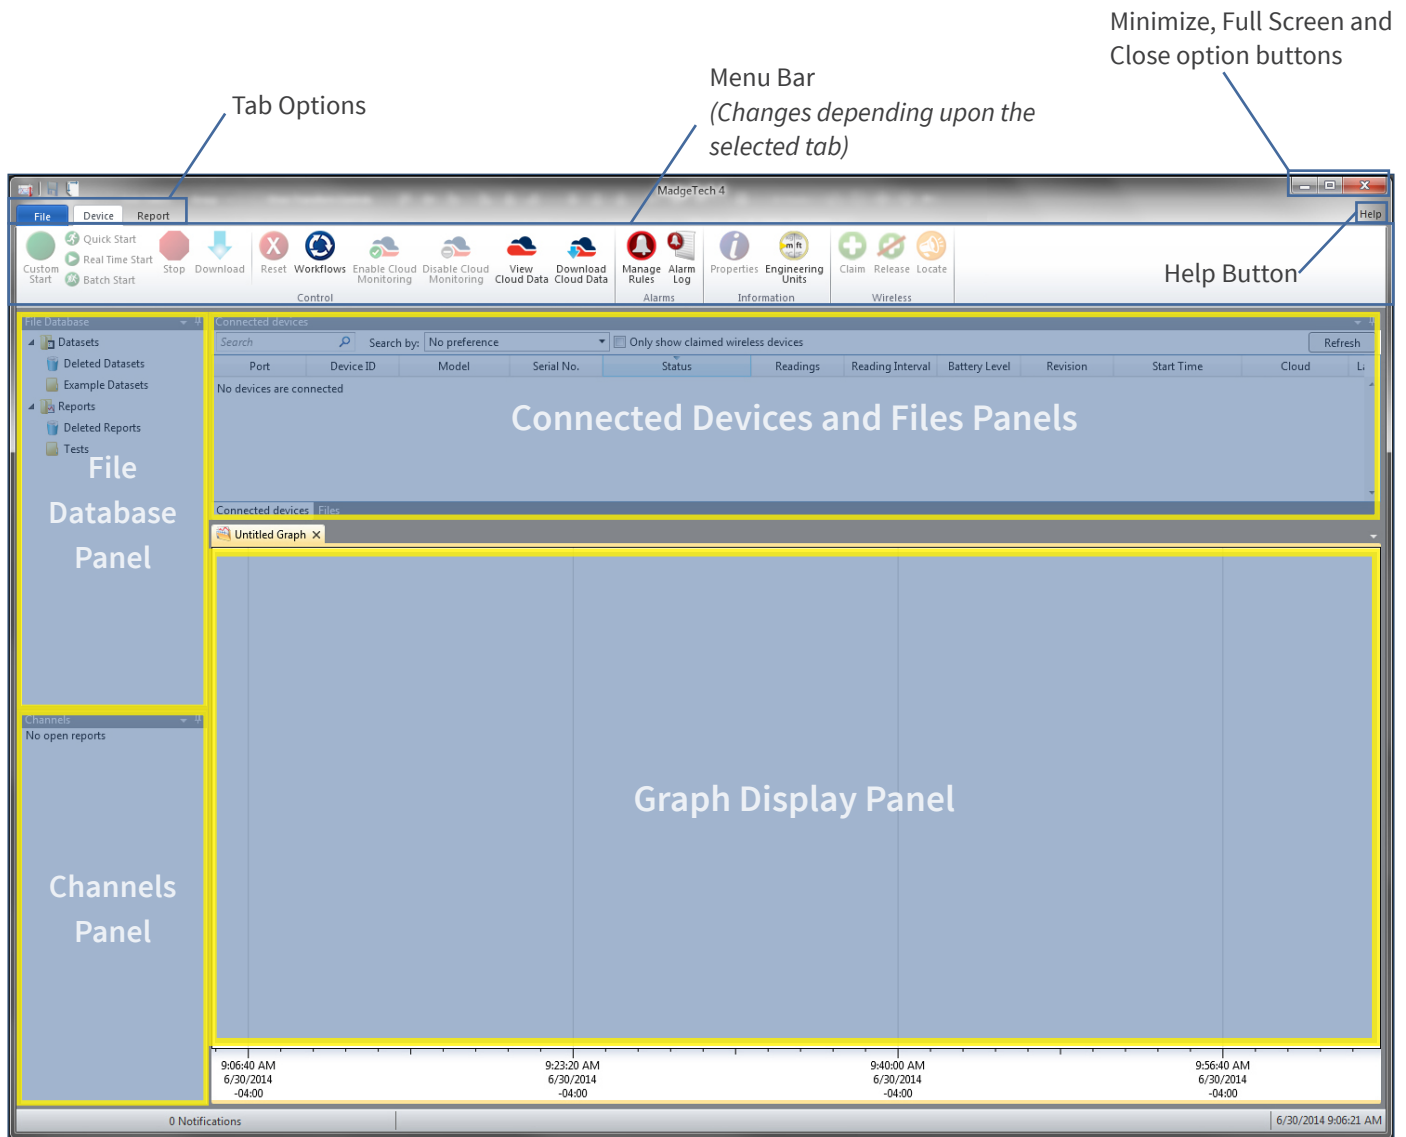 Minimize, Full Screen and
Close option buttons
Menu Bar
(Changes depending upon the
selected tab)
Tab Options
MadgeTech 4
File
Device
Report
Help
Custom
Start
Quick Start
Real Time Start
Batch Start
Stop
Download
Reset
Workflows
Enable Cloud
Monitoring
Disable Cloud
Monitoring
View
Cloud Data
Download
Cloud Data
Control
Manage
Rules
Alarm
Log
Alarms
Properties
Engineering
Units
Information
Claim
Release
Locate
Wireless
Help Button
File Database
Datasets
Deleted Datasets
Example Datasets
Reports
Deleted Reports
Tests
File
Database
Panel
Connected devices
Search
Search by:
No preference
Only show claimed wireless devices
Refresh
Port
Device ID
Model
Serial No.
Status
Readings
Reading Interval
Battery Level
Revision
Start Time
Cloud
No devices are connected
Connected Devices and Files Panels
Connected devices
Files
Untitled Graph
Graph Display Panel
Channels
No open reports
Channels
Panel
9:06:40 AM
6/30/2014
-04:00
9:23:20 AM
6/30/2014
-04:00
9:40:00 AM
6/30/2014
-04:00
9:56:40 AM
6/30/2014
-04:00
0 Notifications
6/30/2014 9:06:21 AM